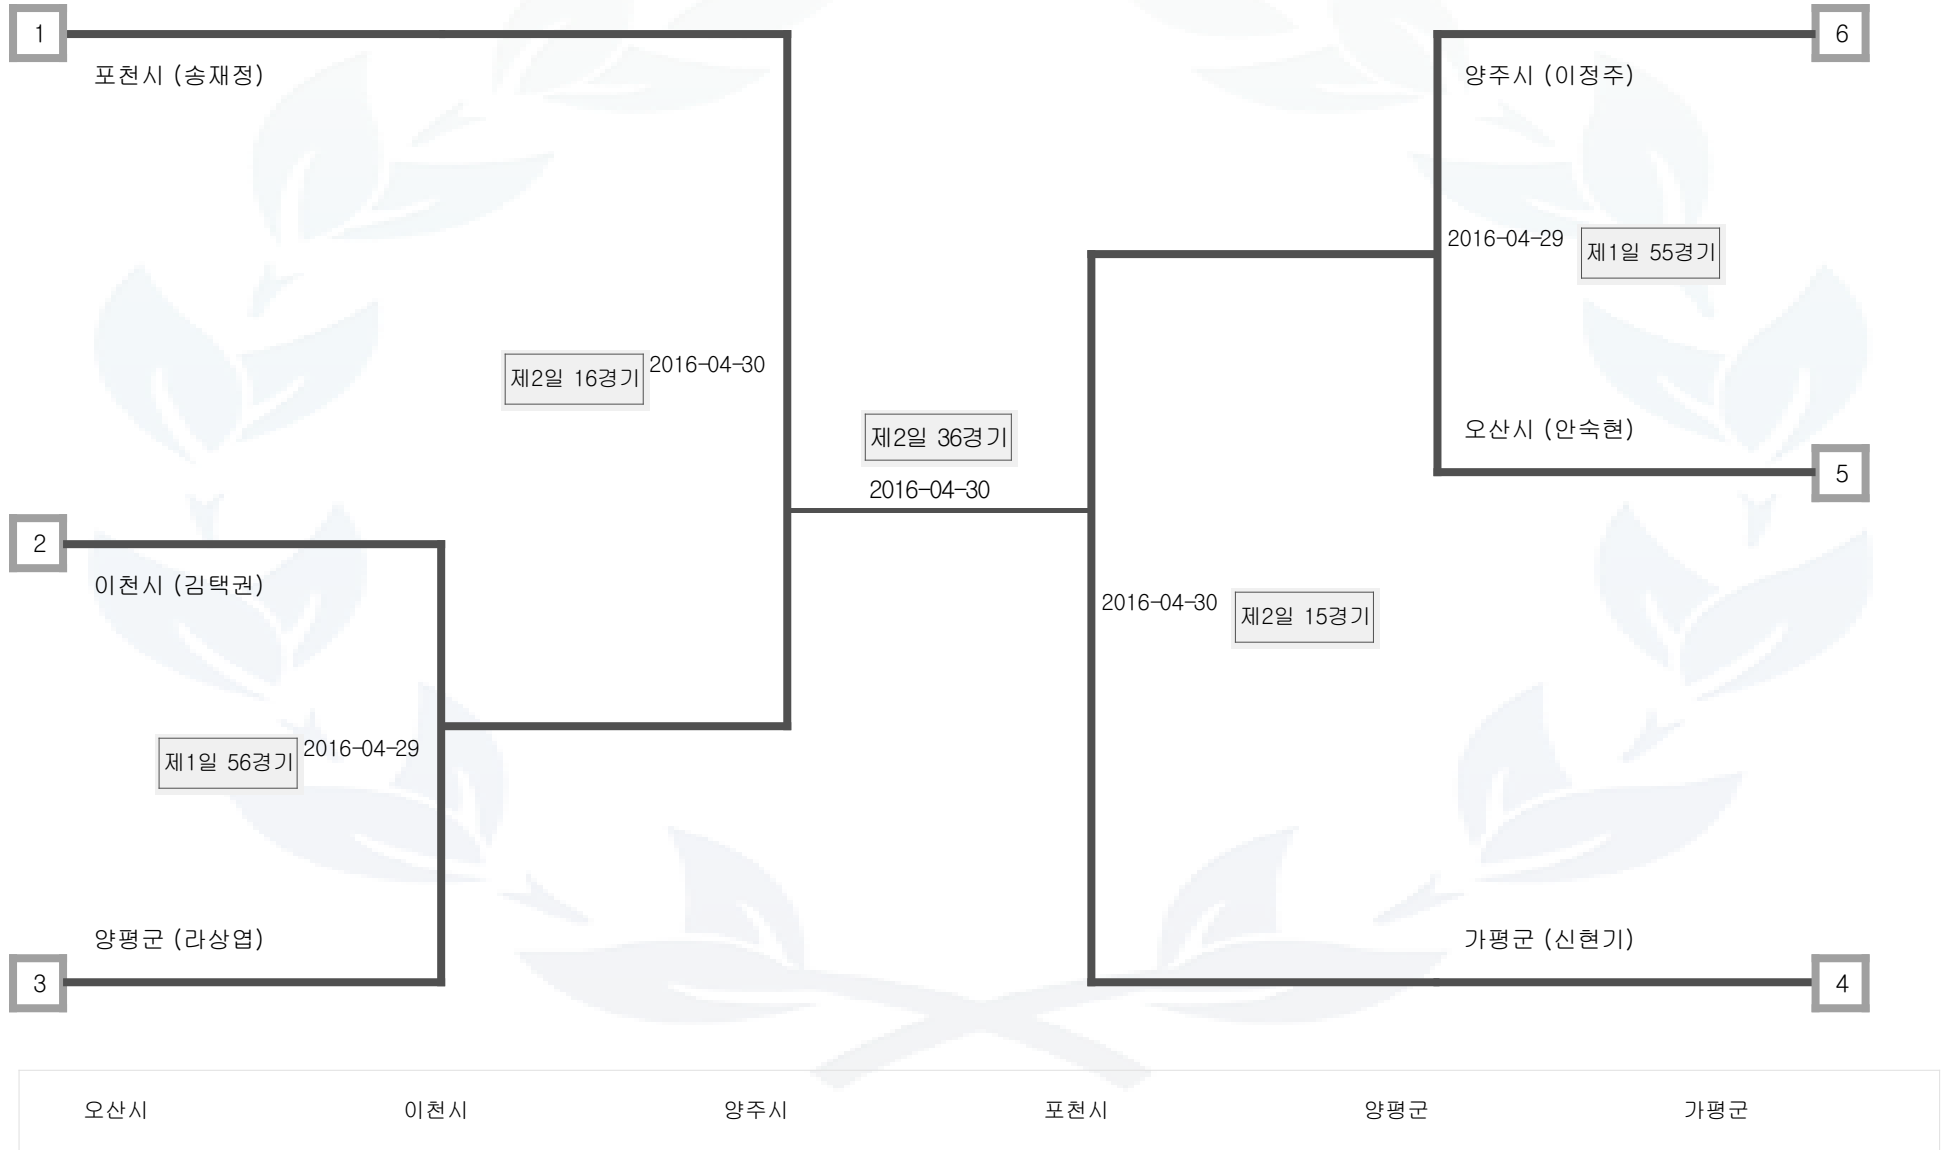 1
6
포천시 (송재정)
양주시 (이정주)
2016-04-29
제1일 55경기
2016-04-30
제2일 16경기
제2일 36경기
오산시 (안숙현)
5
2016-04-30
2
이천시 (김택권)
2016-04-30
제2일 15경기
2016-04-29
제1일 56경기
양평군 (라상엽)
가평군 (신현기)
3
4
오산시 이천시 양주시 포천시 양평군 가평군